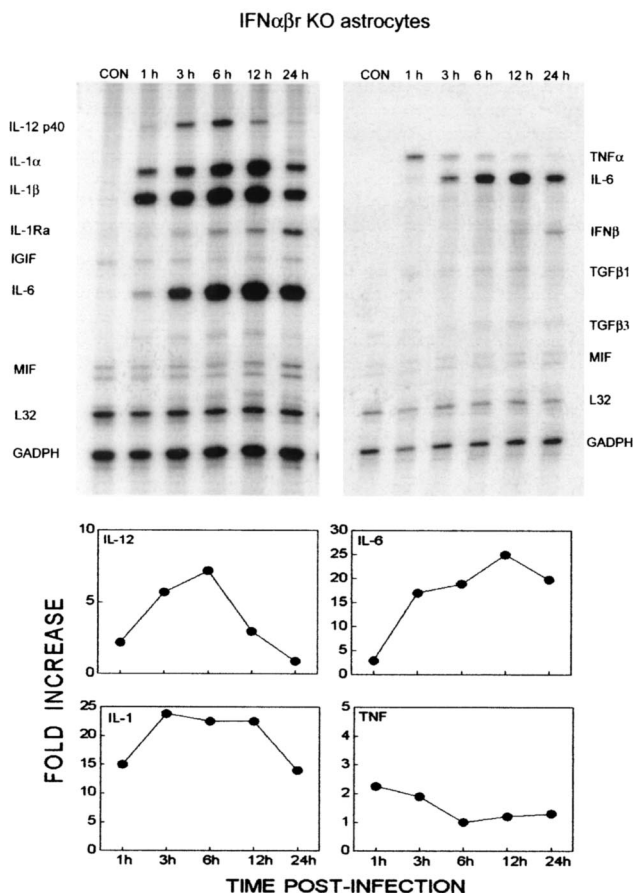 IFNαβr KO astrocytes
CON 1 h 3 h 6 h 12 h 24 h
IL-12 p40
IL-1α
IL-1β
IL-1Ra
IGIF
IL-6
MIF
L32
GADPH
CON 1 h 3 h 6 h 12 h 24 h
TNFα
IL-6
IFNβ
TGFβ1
TGFβ3
MIF
L32
GADPH
FOLD INCREASE
IL-12
10
5
0
IL-6
30
25
20
15
10
5
0
IL-1
25
20
15
10
5
0
1h 3h 6h 12h 24h
TNF
5
4
3
2
1
0
1h 3h 6h 12h 24h
TIME POST-INFECTION